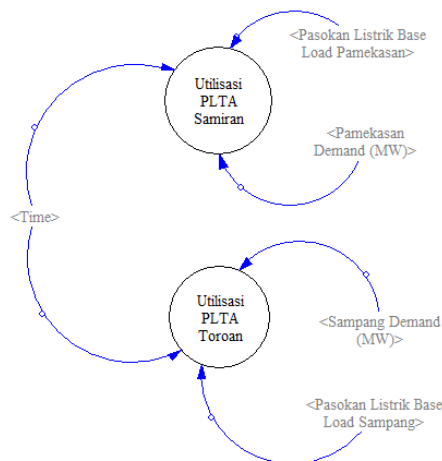 <Pasokan Listrik Base
Load Pamekasan>
Utilisasi
PLTA
Samiran
<Pamekasan
Demand (MW)>
<Time>
Utilisasi
PLTA
Toroan
<Sampang Demand
(MW)>
<Pasokan Listrik Base
Load Sampang>